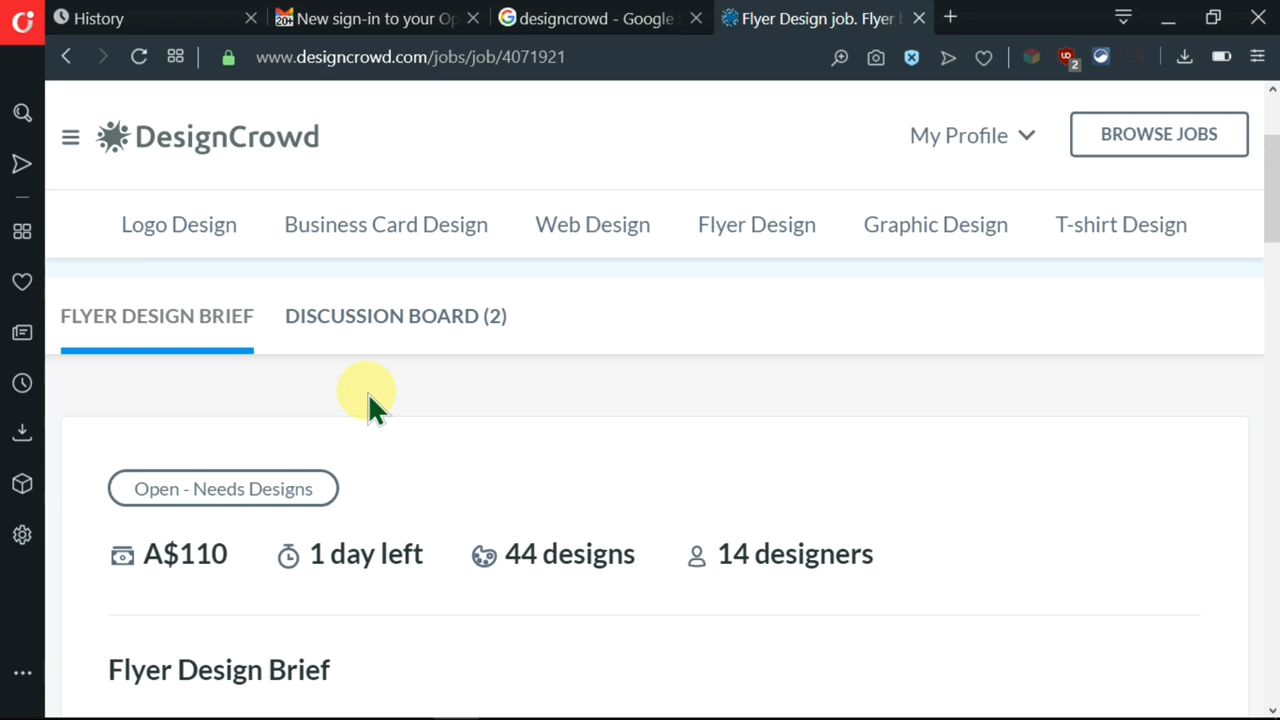 History
New sign-in to your Op
designcrowd - Google
Flyer Design job. Flyer
www.designcrowd.com/jobs/job/4071921
20+
2
DesignCrowd
My Profile
BROWSE JOBS
Logo Design
Business Card Design
Web Design
Flyer Design
Graphic Design
T-shirt Design
FLYER DESIGN BRIEF
DISCUSSION BOARD (2)
Open - Needs Designs
A$110
1 day left
44 designs
14 designers
Flyer Design Brief